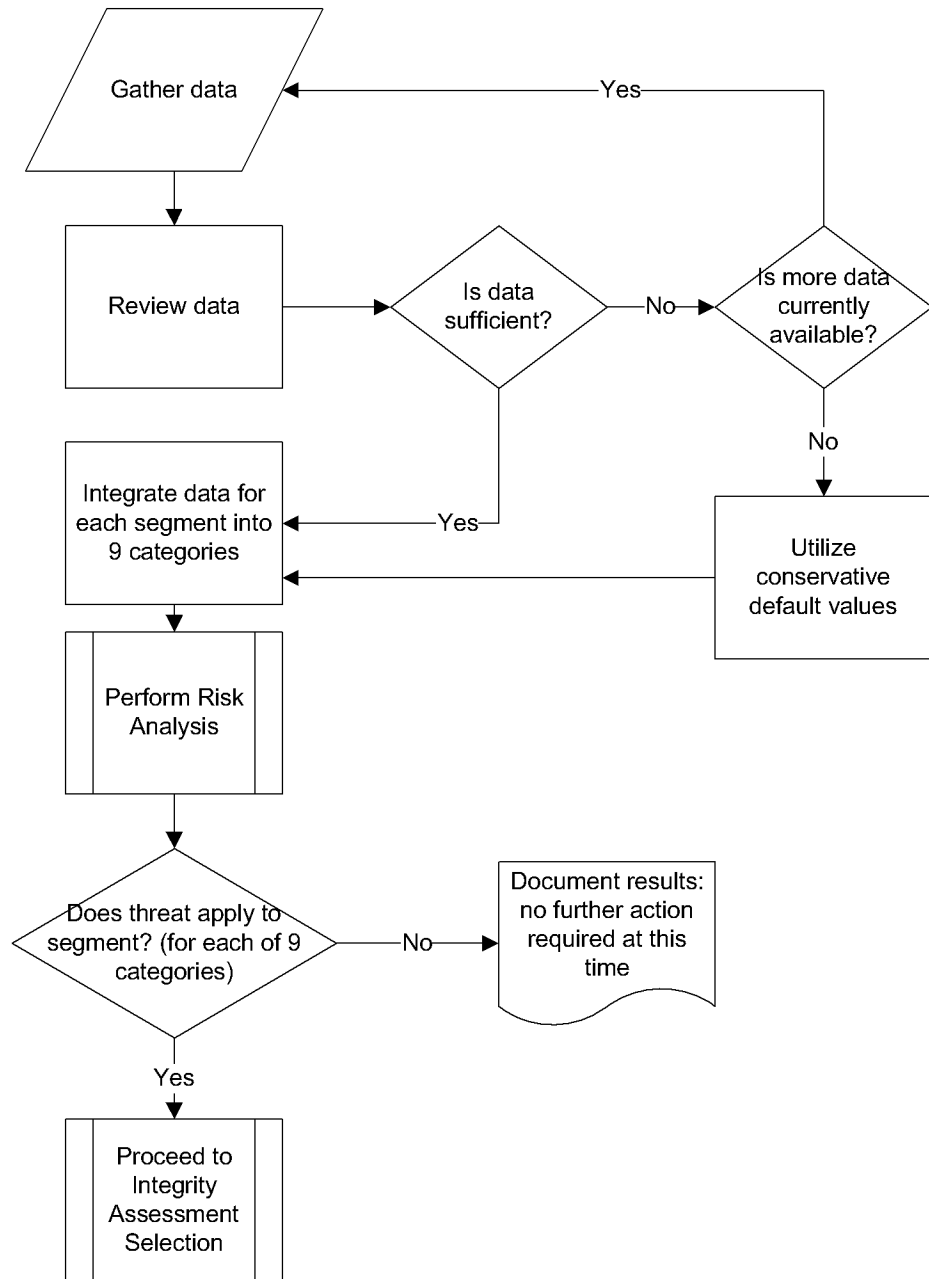 Gather data
Yes
Review data
Is data
sufficient?
No
Is more data
currently
available?
No
Integrate data for
each segment into
9 categories
Yes
Utilize
conservative
default values
Perform Risk
Analysis
Does threat apply to
segment? (for each of 9
categories)
No
Document results:
no further action
required at this
time
Yes
Proceed to
Integrity
Assessment
Selection